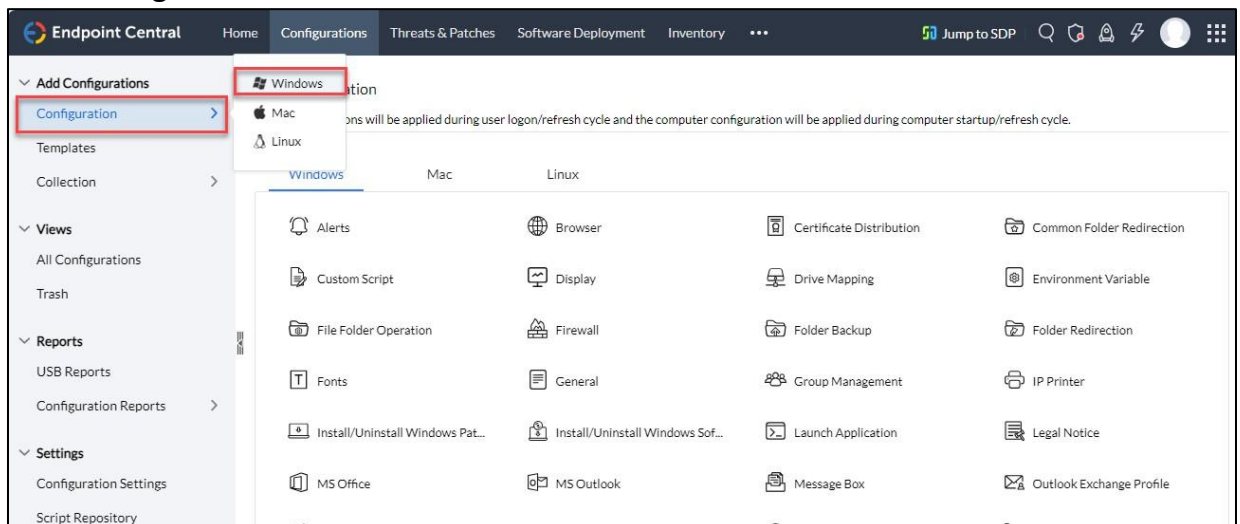 Endpoint Central Home Configurations Threats & Patches Software Deployment Inventory ••• Jump to SDP
Add Configurations
Configuration
Templates
Collection
Views
All Configurations
Trash
Reports
USB Reports
Configuration Reports
Settings
Configuration Settings
Script Repository
Windows
Mac
Linux
ons will be applied during user logon/refresh cycle and the computer configuration will be applied during computer startup/refresh cycle.
Windows Mac Linux
Alerts Browser Certificate Distribution Common Folder Redirection
Custom Script Display Drive Mapping Environment Variable
File Folder Operation Firewall Folder Backup Folder Redirection
Fonts General Group Management IP Printer
Install/Uninstall Windows Pat... Install/Uninstall Windows Sof... Launch Application Legal Notice
MS Office MS Outlook Message Box Outlook Exchange Profile